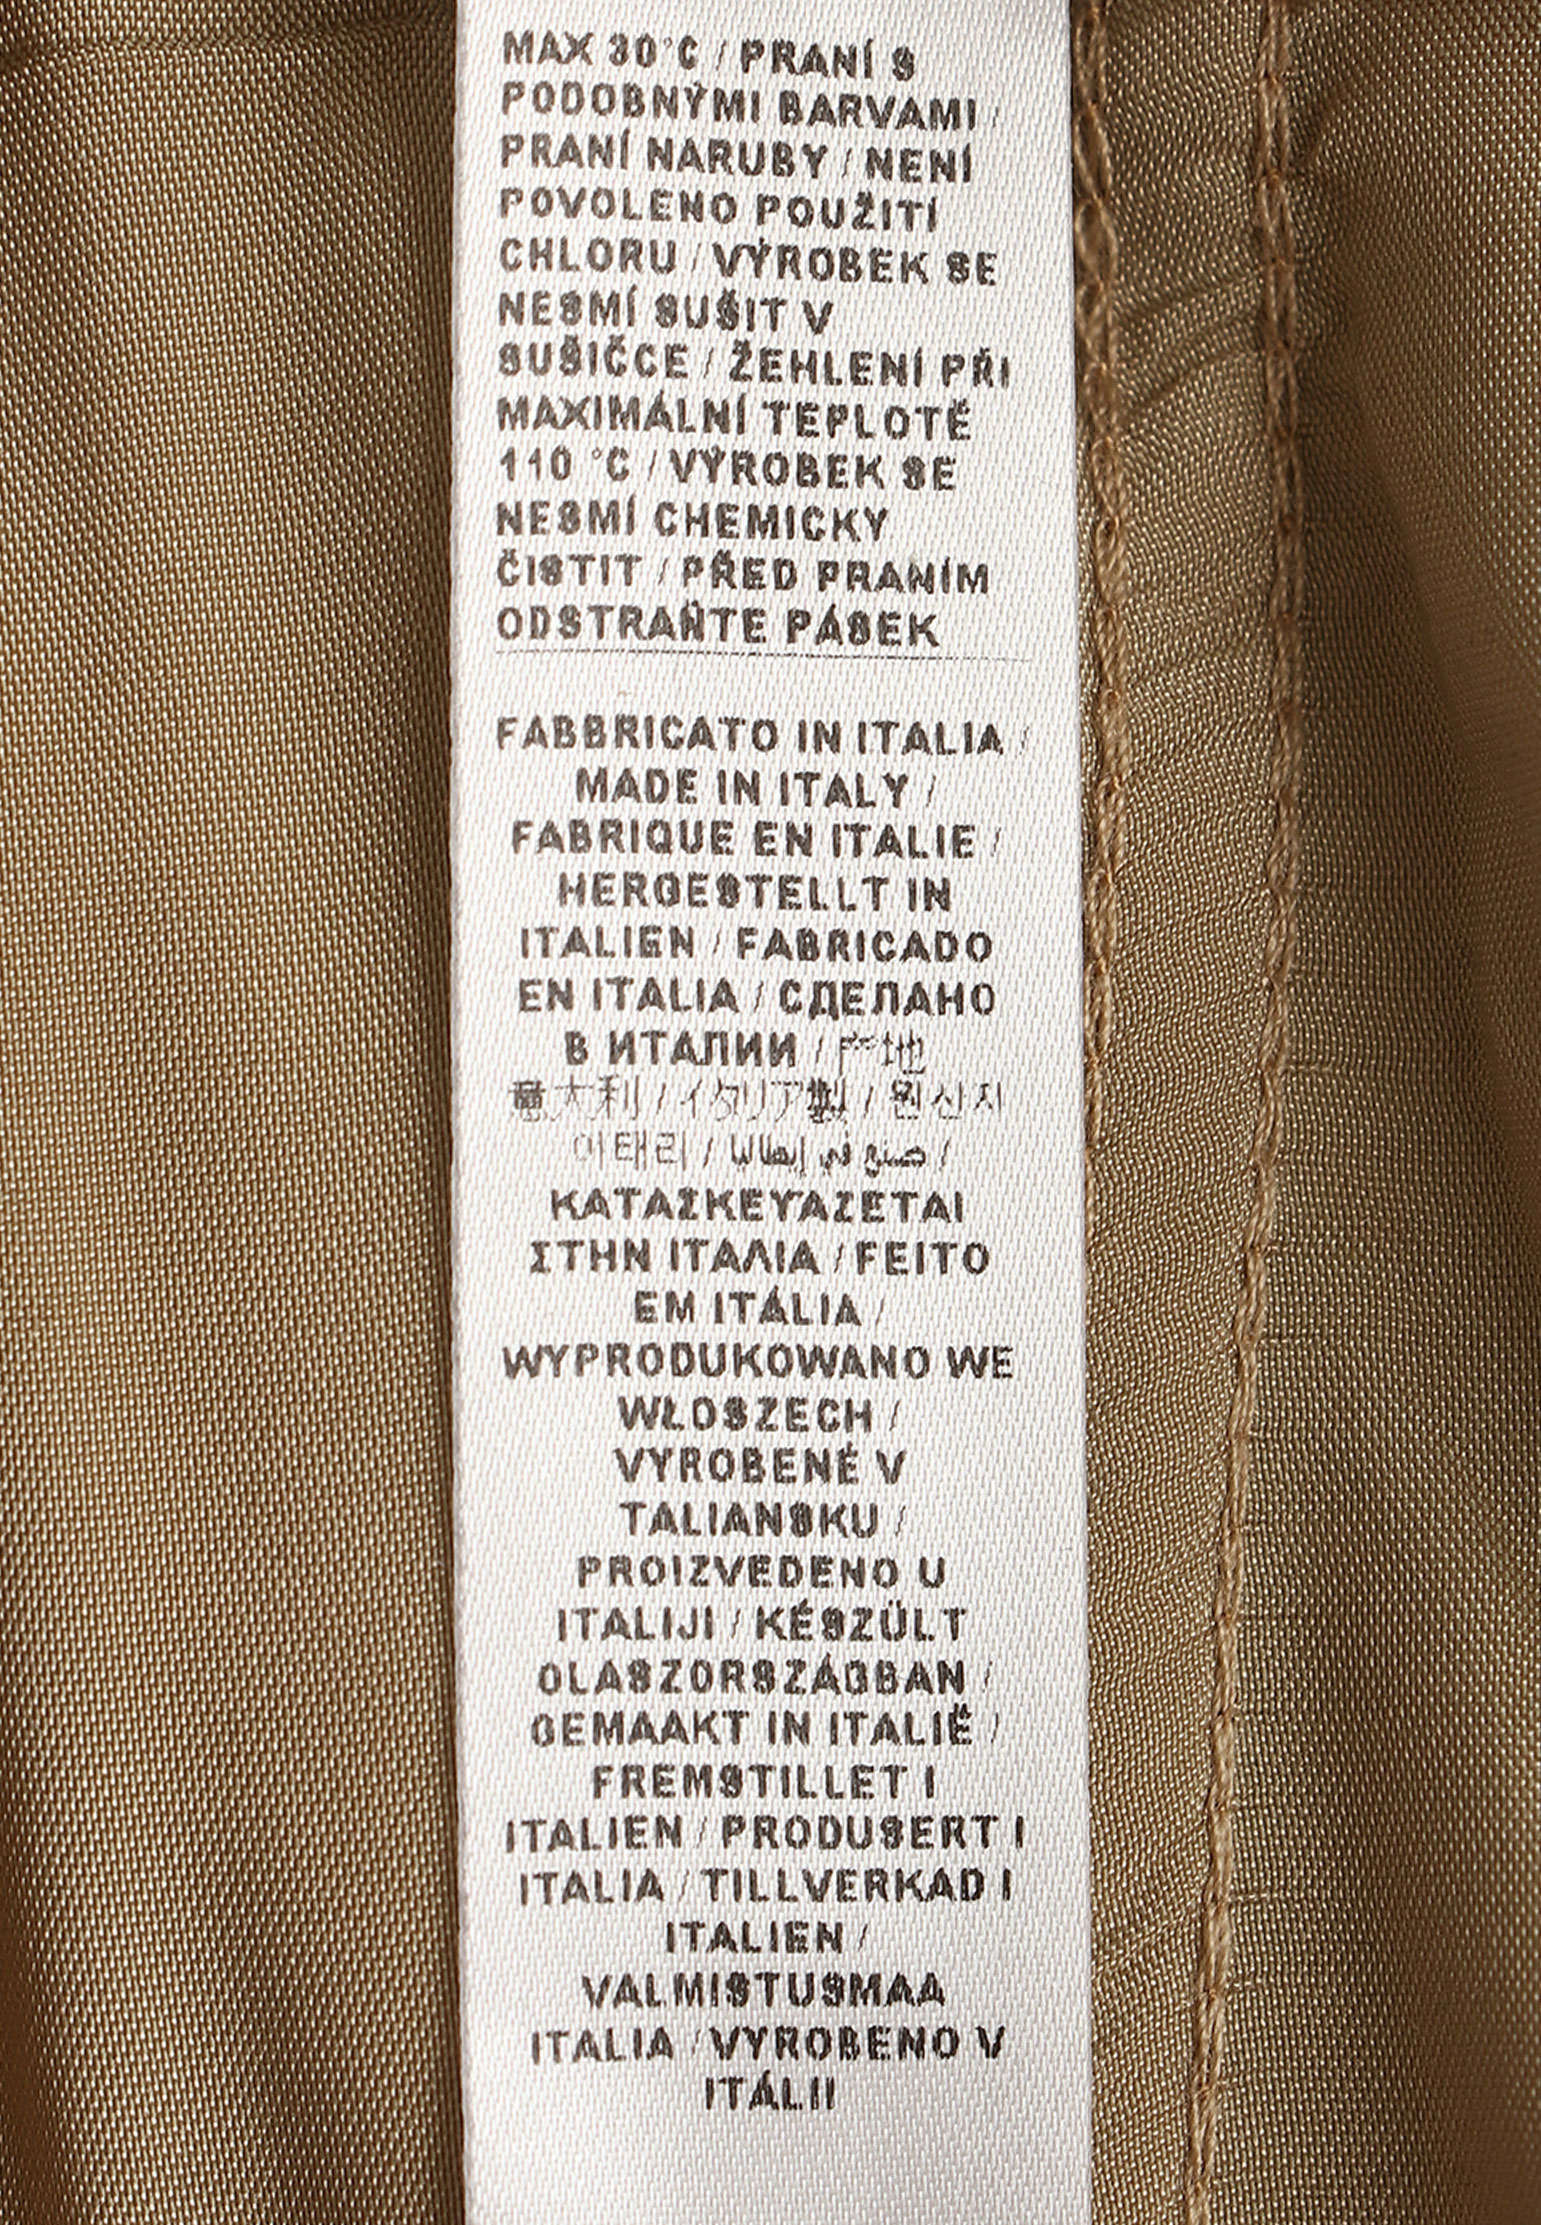 MAX 30°C / PRANÍ S
PODOBNÝMI BARVAMI /
PRANÍ NARUBY / NENÍ
POVOLENO POUŽITÍ
CHLORU / VÝROBEK SE
NESMÍ SUŠIT V
SUŠIČCE / ŽEHLENÍ PŘI
MAXIMÁLNÍ TEPLOTĚ
110 °C / VÝROBEK SE
NESMÍ CHEMICKY
ČISTIT / PŘED PRANÍM
ODSTRAŇTE PÁSEK
FABBRICATO IN ITALIA /
MADE IN ITALY /
FABRIQUE EN ITALIE /
HERGESTELLT IN
ITALIEN / FABRICADO
EN ITALIA / СДЕЛАНО
В ИТАЛИИ / 产地
意大利 / イタリア製 / 원산지
이태리 / صنع في إيطاليا /
ΚΑΤΑΣΚΕΥΑΖΕΤΑΙ
ΣΤΗΝ ΙΤΑΛΙΑ / FEITO
EM ITÁLIA /
WYPRODUKOWANO WE
WŁOSZECH /
VYROBENÉ V
TALIANSKU /
PROIZVEDENO U
ITALIJI / KÉSZÜLT
OLASZORSZÁGBAN /
GEMAAKT IN ITALIË /
FREMSTILLET I
ITALIEN / PRODUSERT I
ITALIA / TILLVERKAD I
ITALIEN /
VALMISTUSMAA
ITALIA / VYROBENO V
ITÁLII